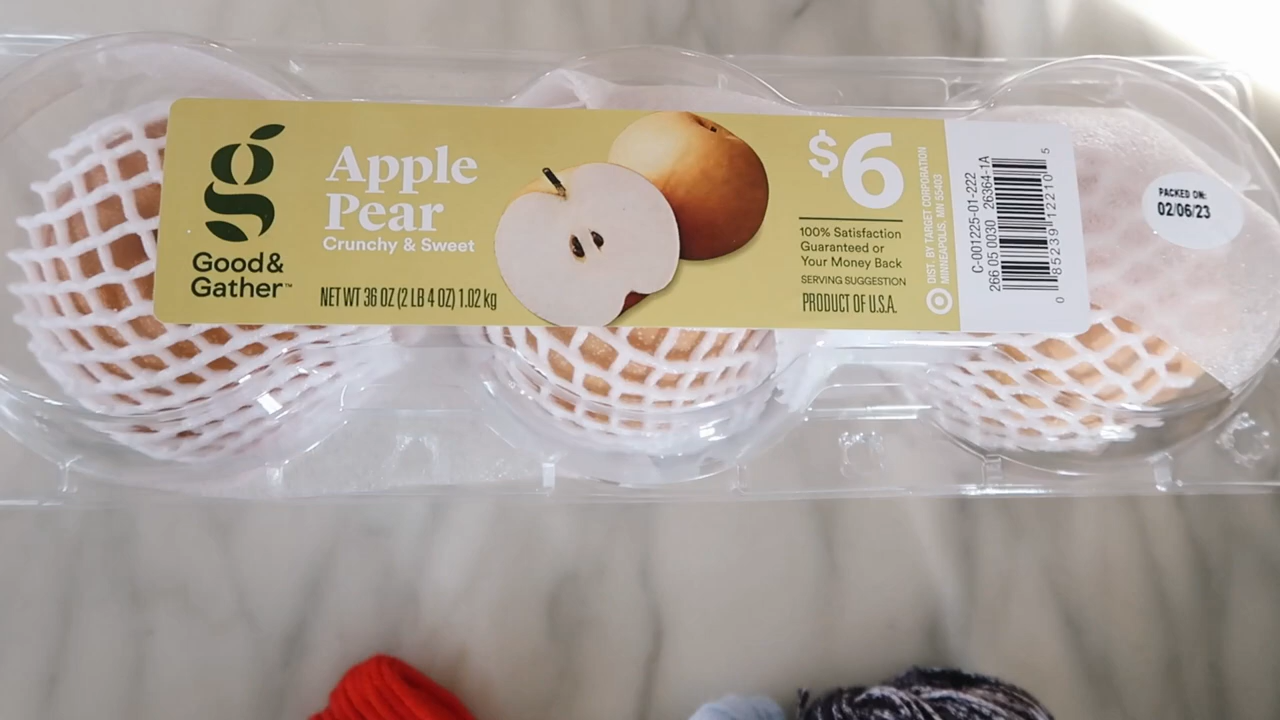 g
Good&
Gather™
Apple
Pear
Crunchy & Sweet
NET WT 36 OZ (2 LB 4 OZ) 1.02 kg
$6
100% Satisfaction
Guaranteed or
Your Money Back
SERVING SUGGESTION
PRODUCT OF U.S.A.
DIST. BY TARGET CORPORATION
MINNEAPOLIS, MN 55403
C-001225-01-222
266 05 0030 26364-1A
0 85239 12210 5
PACKED ON:
02/06/23